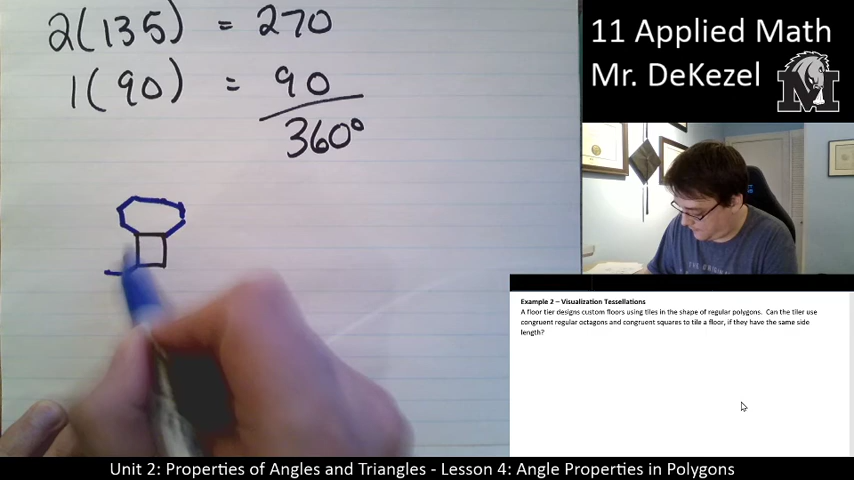 2(135) = 270
1(90) = 90
360°
11 Applied Math
Mr. DeKezel
M
THE ORIGINAL
Example 2 – Visualization Tessellations
A floor tier designs custom floors using tiles in the shape of regular polygons. Can the tiler use
congruent regular octagons and congruent squares to tile a floor, if they have the same side
length?
Unit 2: Properties of Angles and Triangles - Lesson 4: Angle Properties in Polygons